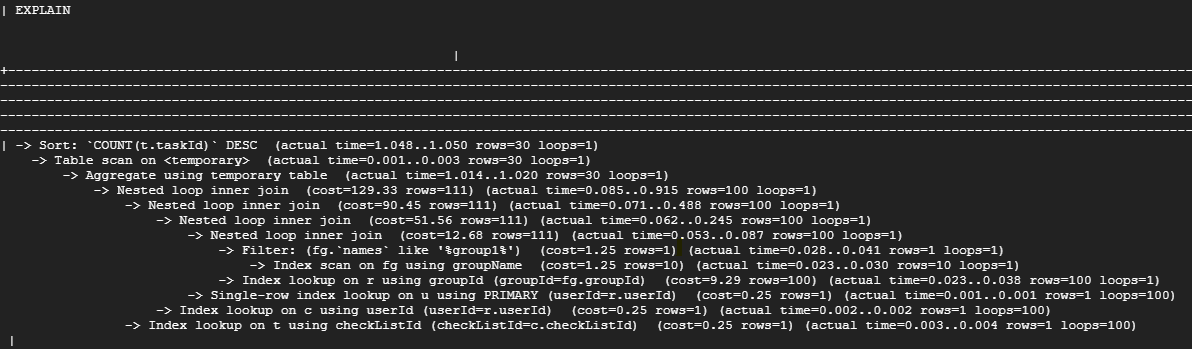 | EXPLAIN
|
+------------------------------------------------------------------------------------------------------------------------------------------------------
------------------------------------------------------------------------------------------------------------------------------------------------------
------------------------------------------------------------------------------------------------------------------------------------------------------
------------------------------------------------------------------------------------------------------------------------------------------------------
------------------------------------------------------------------------------------------------------------------------------------------------------
| -> Sort: `COUNT(t.taskId)` DESC  (actual time=1.048..1.050 rows=30 loops=1)
    -> Table scan on <temporary>  (actual time=0.001..0.003 rows=30 loops=1)
        -> Aggregate using temporary table  (actual time=1.014..1.020 rows=30 loops=1)
            -> Nested loop inner join  (cost=129.33 rows=111) (actual time=0.085..0.915 rows=100 loops=1)
                -> Nested loop inner join  (cost=90.45 rows=111) (actual time=0.071..0.488 rows=100 loops=1)
                    -> Nested loop inner join  (cost=51.56 rows=111) (actual time=0.062..0.245 rows=100 loops=1)
                        -> Nested loop inner join  (cost=12.68 rows=111) (actual time=0.053..0.087 rows=100 loops=1)
                            -> Filter: (fg.`names` like '%group1%')  (cost=1.25 rows=1) (actual time=0.028..0.041 rows=1 loops=1)
                                -> Index scan on fg using groupName  (cost=1.25 rows=10) (actual time=0.023..0.030 rows=10 loops=1)
                            -> Index lookup on r using groupId (groupId=fg.groupId)  (cost=9.29 rows=100) (actual time=0.023..0.038 rows=100 loops=1)
                        -> Single-row index lookup on u using PRIMARY (userId=r.userId)  (cost=0.25 rows=1) (actual time=0.001..0.001 rows=1 loops=100)
                    -> Index lookup on c using userId (userId=r.userId)  (cost=0.25 rows=1) (actual time=0.002..0.002 rows=1 loops=100)
                -> Index lookup on t using checkListId (checkListId=c.checkListId)  (cost=0.25 rows=1) (actual time=0.003..0.004 rows=1 loops=100)
|